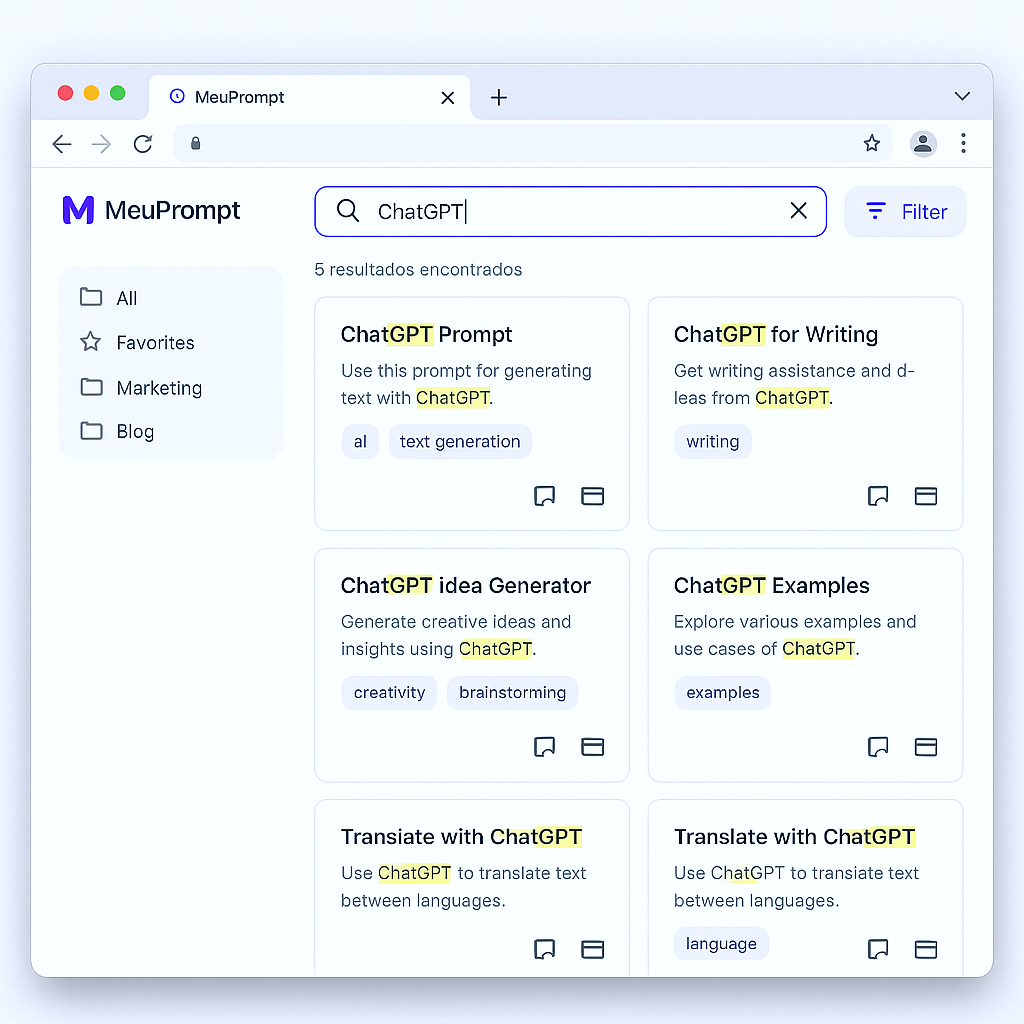 MeuPrompt
M MeuPrompt
ChatGPT
Filter
5 resultados encontrados
All
Favorites
Marketing
Blog
ChatGPT Prompt
Use this prompt for generating
text with ChatGPT.
al
text generation
ChatGPT for Writing
Get writing assistance and d-
leas from ChatGPT.
writing
ChatGPT idea Generator
Generate creative ideas and
insights using ChatGPT.
creativity
brainstorming
ChatGPT Examples
Explore various examples and
use cases of ChatGPT.
examples
Transiate with ChatGPT
Use ChatGPT to translate text
between languages.
Translate with ChatGPT
Use ChatGPT to transiate text
between languages.
language